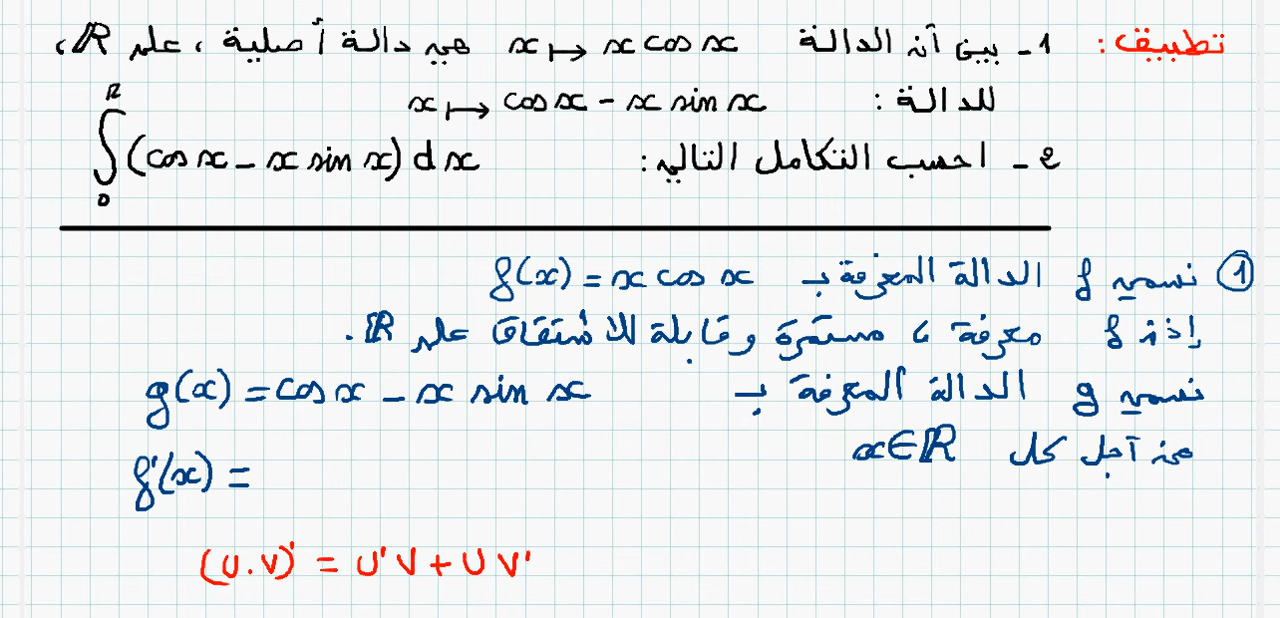 تطبيق: 1 - بين أن الدالة x ↦ x cos x هي دالة أصلية، على ℝ،
للدالة: x ↦ cos x - x sin x
2 - احسب التكامل التالي: ∫₀^π (cos x - x sin x) dx
① نسمي f الدالة المعرفة بـ f(x) = x cos x
إذن f معرفة، مستمرة وقابلة للاشتقاق على ℝ.
نسمي g الدالة المعرفة بـ g(x) = cos x - x sin x
من أجل كل x ∈ ℝ
f'(x) =
(U.V)' = U'V + UV'